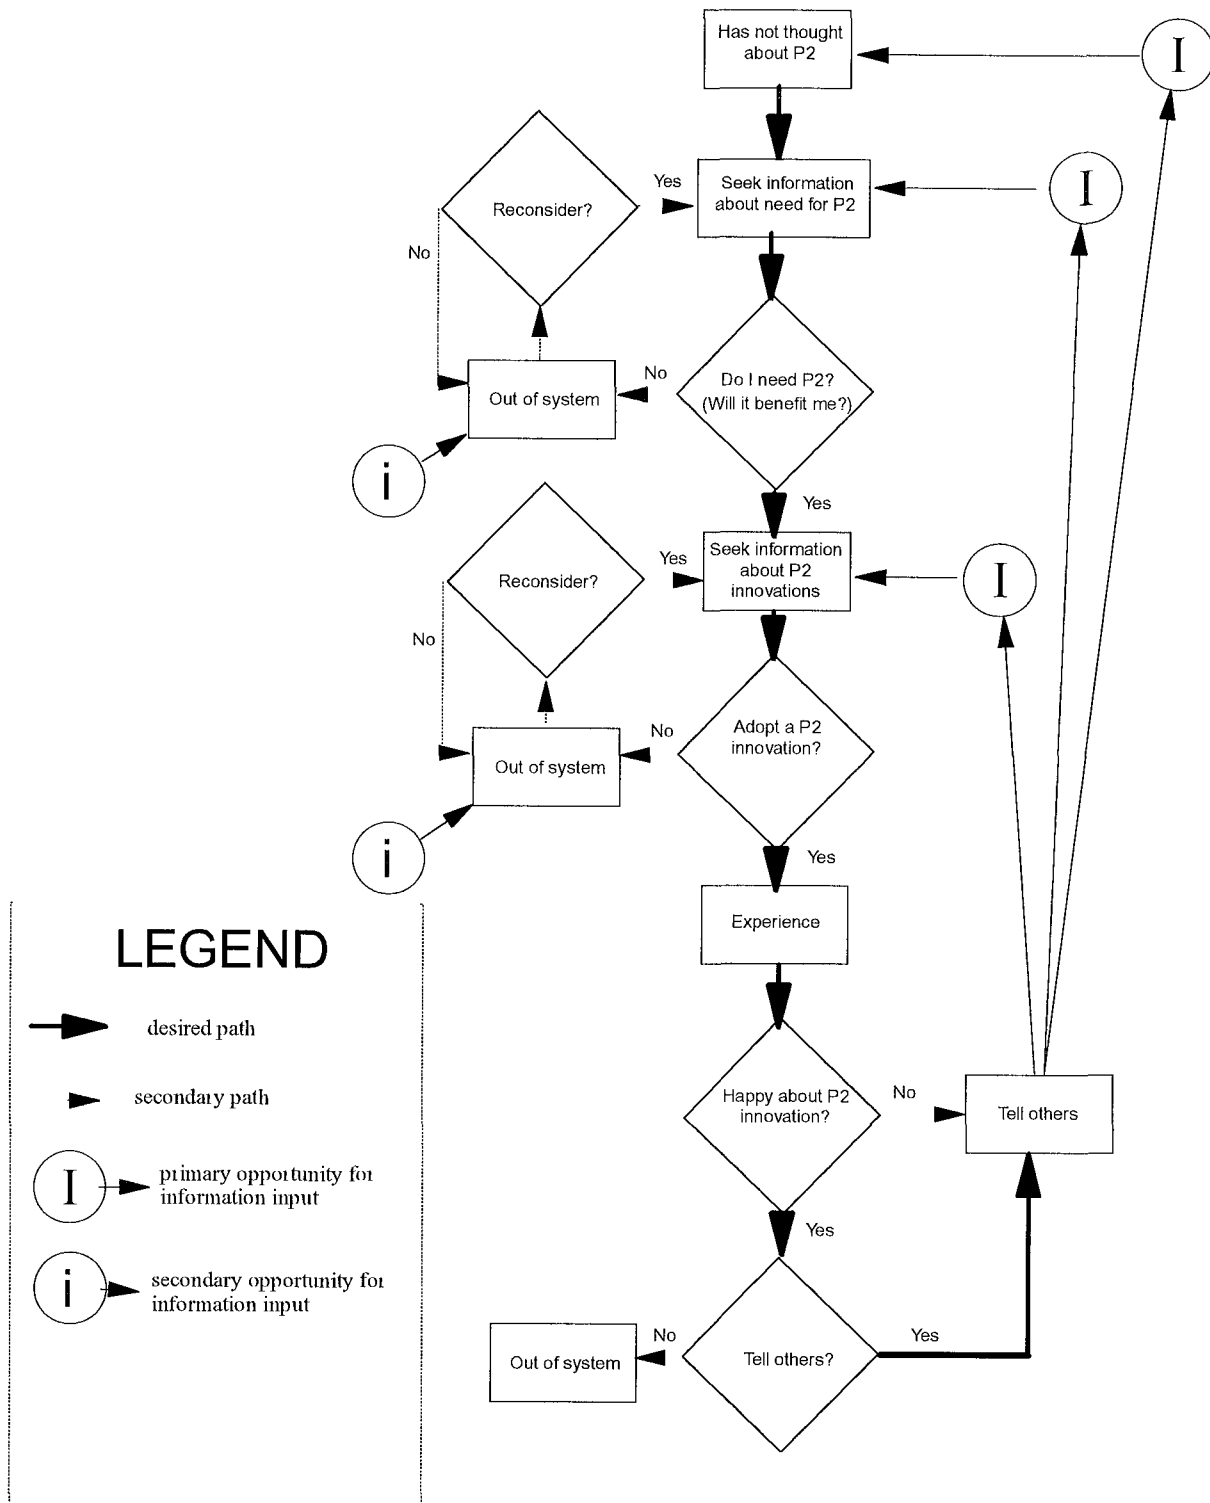 Has not thought
about P2
I
Seek information
about need for P2
I
Yes
Reconsider?
No
Do I need P2?
(Will it benefit me?)
No
Out of system
i
Yes
Seek information
about P2
innovations
I
Yes
Reconsider?
No
Adopt a P2
innovation?
No
Out of system
i
Yes
Experience
Happy about P2
innovation?
No
Tell others
Yes
Tell others?
Yes
No
Out of system
LEGEND
desired path
secondary path
I
primary opportunity for
information input
i
secondary opportunity for
information input